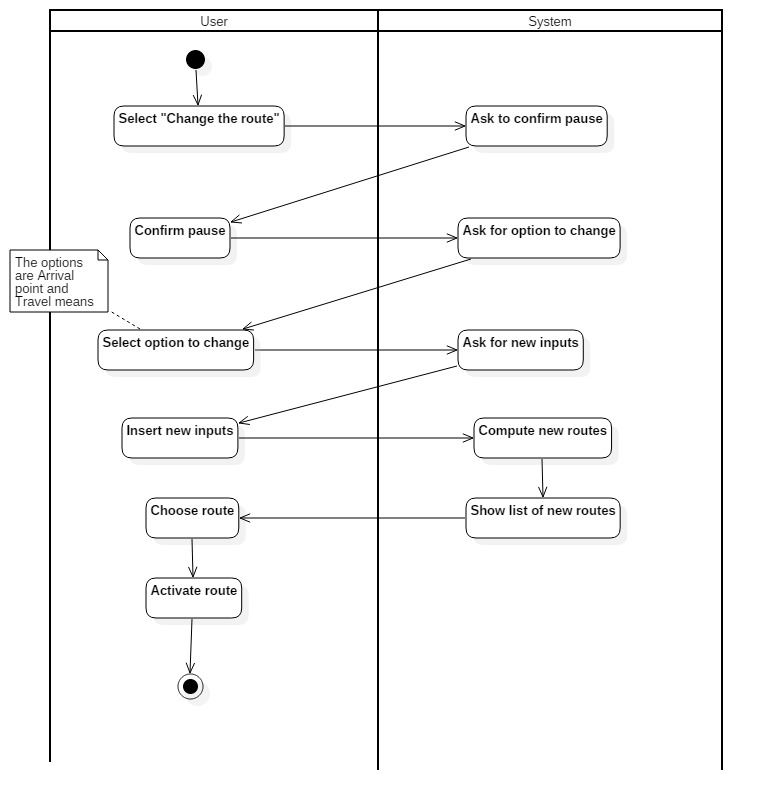 User
System
Select "Change the route"
Ask to confirm pause
Confirm pause
Ask for option to change
The options
are Arrival
point and
Travel means
Select option to change
Ask for new inputs
Insert new inputs
Compute new routes
Choose route
Show list of new routes
Activate route